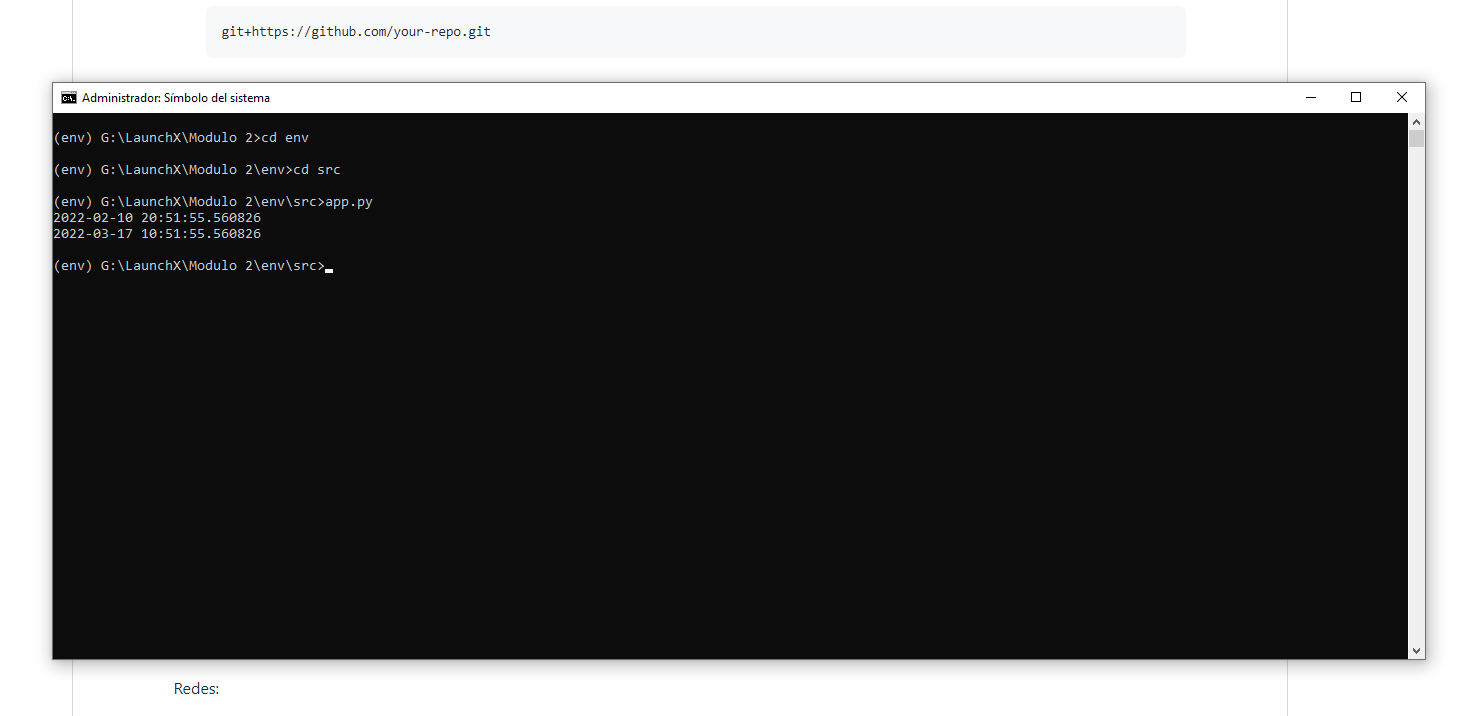 git+https://github.com/your-repo.git
Administrador: Símbolo del sistema
(env) G:\LaunchX\Modulo 2>cd env
(env) G:\LaunchX\Modulo 2\env>cd src
(env) G:\LaunchX\Modulo 2\env\src>app.py
2022-02-10 20:51:55.560826
2022-03-17 10:51:55.560826
(env) G:\LaunchX\Modulo 2\env\src>
Redes: